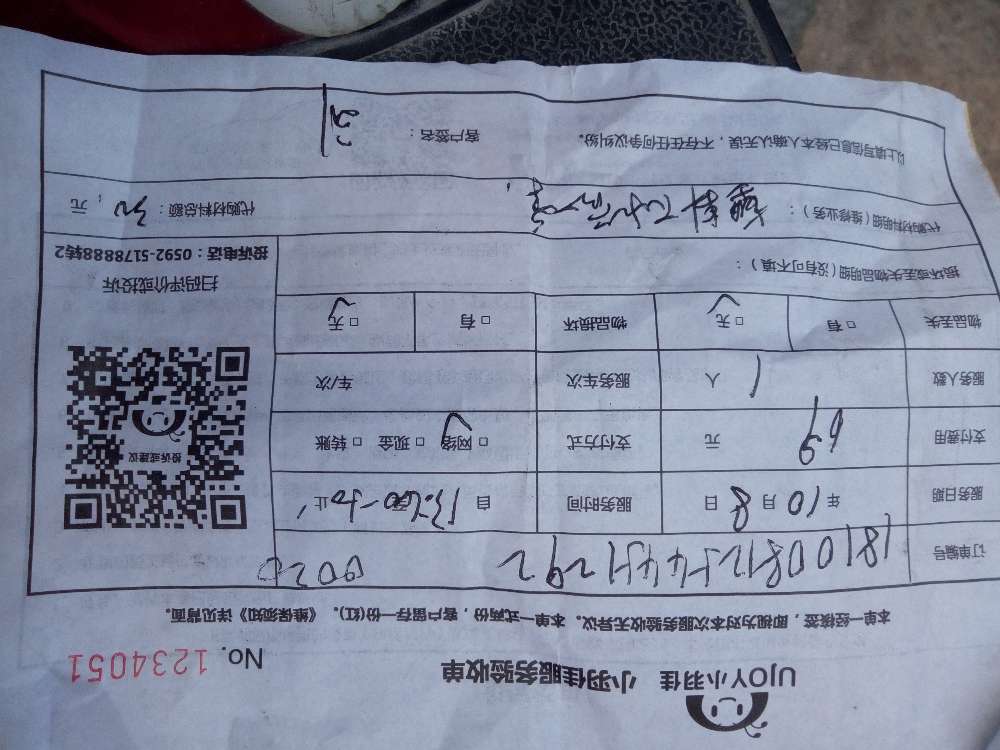 UJOY小羽佳 小羽佳服务验收单 No. 1234051
本单一经核签，即视为对本次服务验收无异议。本单一式两份，客户留存一份(红)。《维保须知》详见背面。
订单编号
服务日期 年 10 月 8 日 服务时间 自 止
支付费用 69 元 支付方式 □ 网络 □ 现金 □ 转账
服务人数 1 人 服务车次 车/次
物品丢失 □ 有 □ 无 物品损坏 □ 有 □ 无
损坏或丢失物品明细（没有可不填）：
代购材料明细（维修业务）： 代购材料总额：30 元
以上填写信息已经本人确认无误，不存在任何争议纠纷。 客户签名： 刘
投诉或建议
扫码评价或投诉
投诉电话：0592-5178888转2